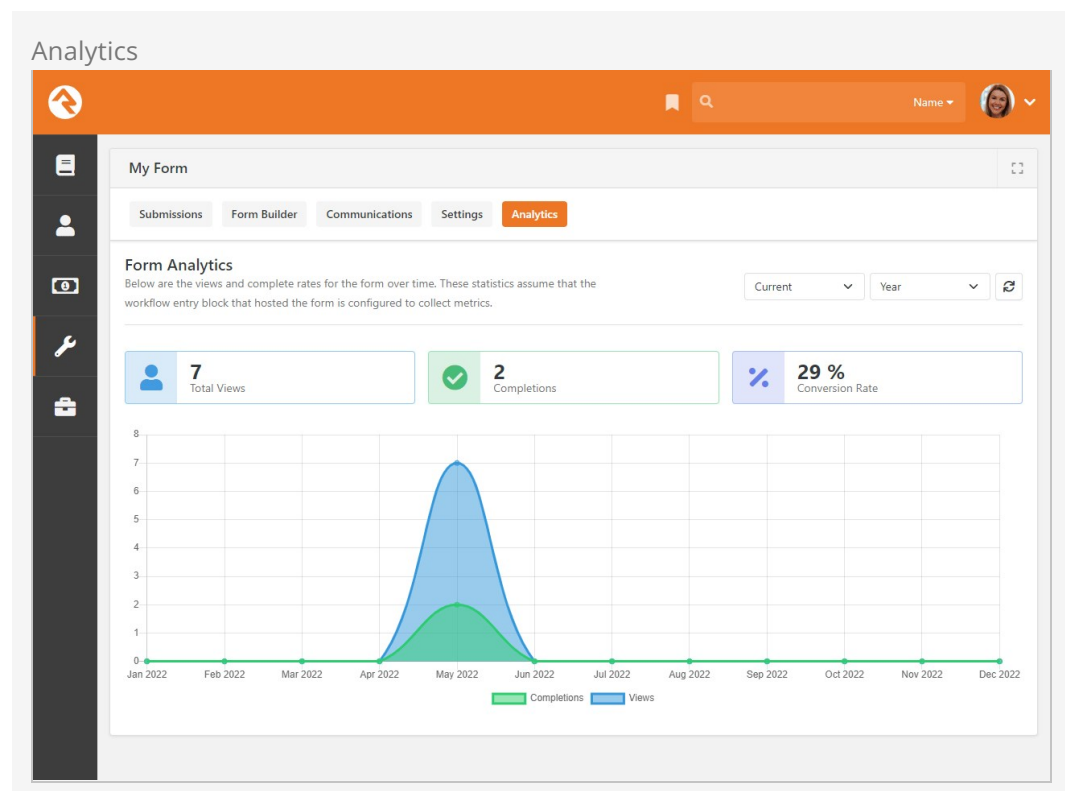 Analytics
Name
My Form
Submissions Form Builder Communications Settings Analytics
Form Analytics
Below are the views and complete rates for the form over time. These statistics assume that the
workflow entry block that hosted the form is configured to collect metrics.
Current Year
7
Total Views
2
Completions
29 %
Conversion Rate
8
7
6
5
4
3
2
1
0
Jan 2022 Feb 2022 Mar 2022 Apr 2022 May 2022 Jun 2022 Jul 2022 Aug 2022 Sep 2022 Oct 2022 Nov 2022 Dec 2022
Completions Views